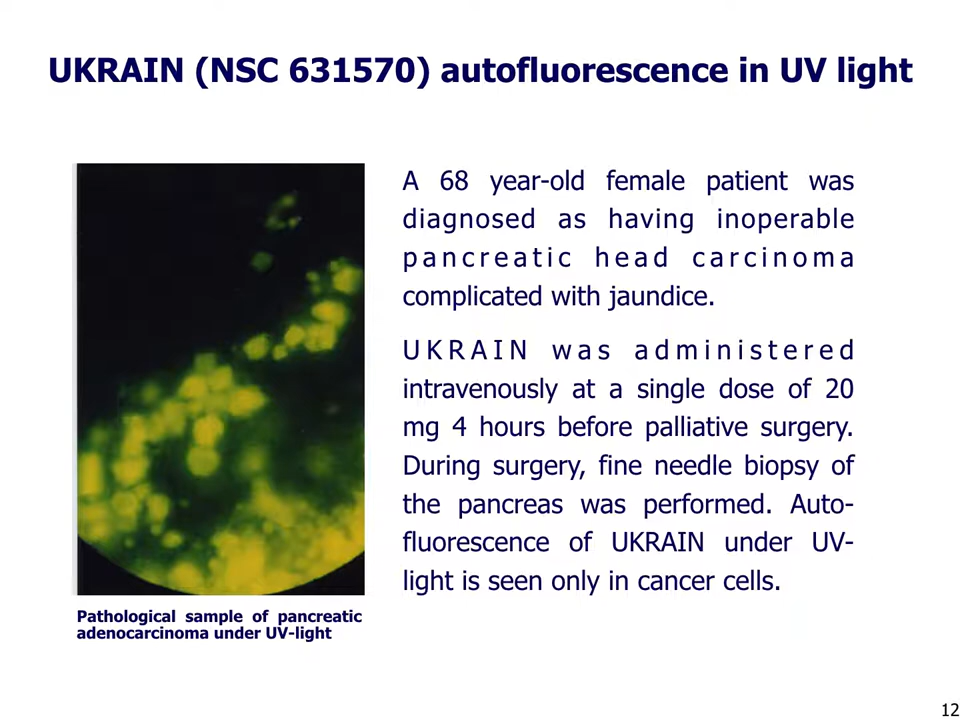 UKRAIN (NSC 631570) autofluorescence in UV light
A 68 year-old female patient was
diagnosed as having inoperable
pancreatic head carcinoma
complicated with jaundice.
UKRAIN was administered
intravenously at a single dose of 20
mg 4 hours before palliative surgery.
During surgery, fine needle biopsy of
the pancreas was performed. Auto-
fluorescence of UKRAIN under UV-
light is seen only in cancer cells.
Pathological sample of pancreatic
adenocarcinoma under UV-light
12